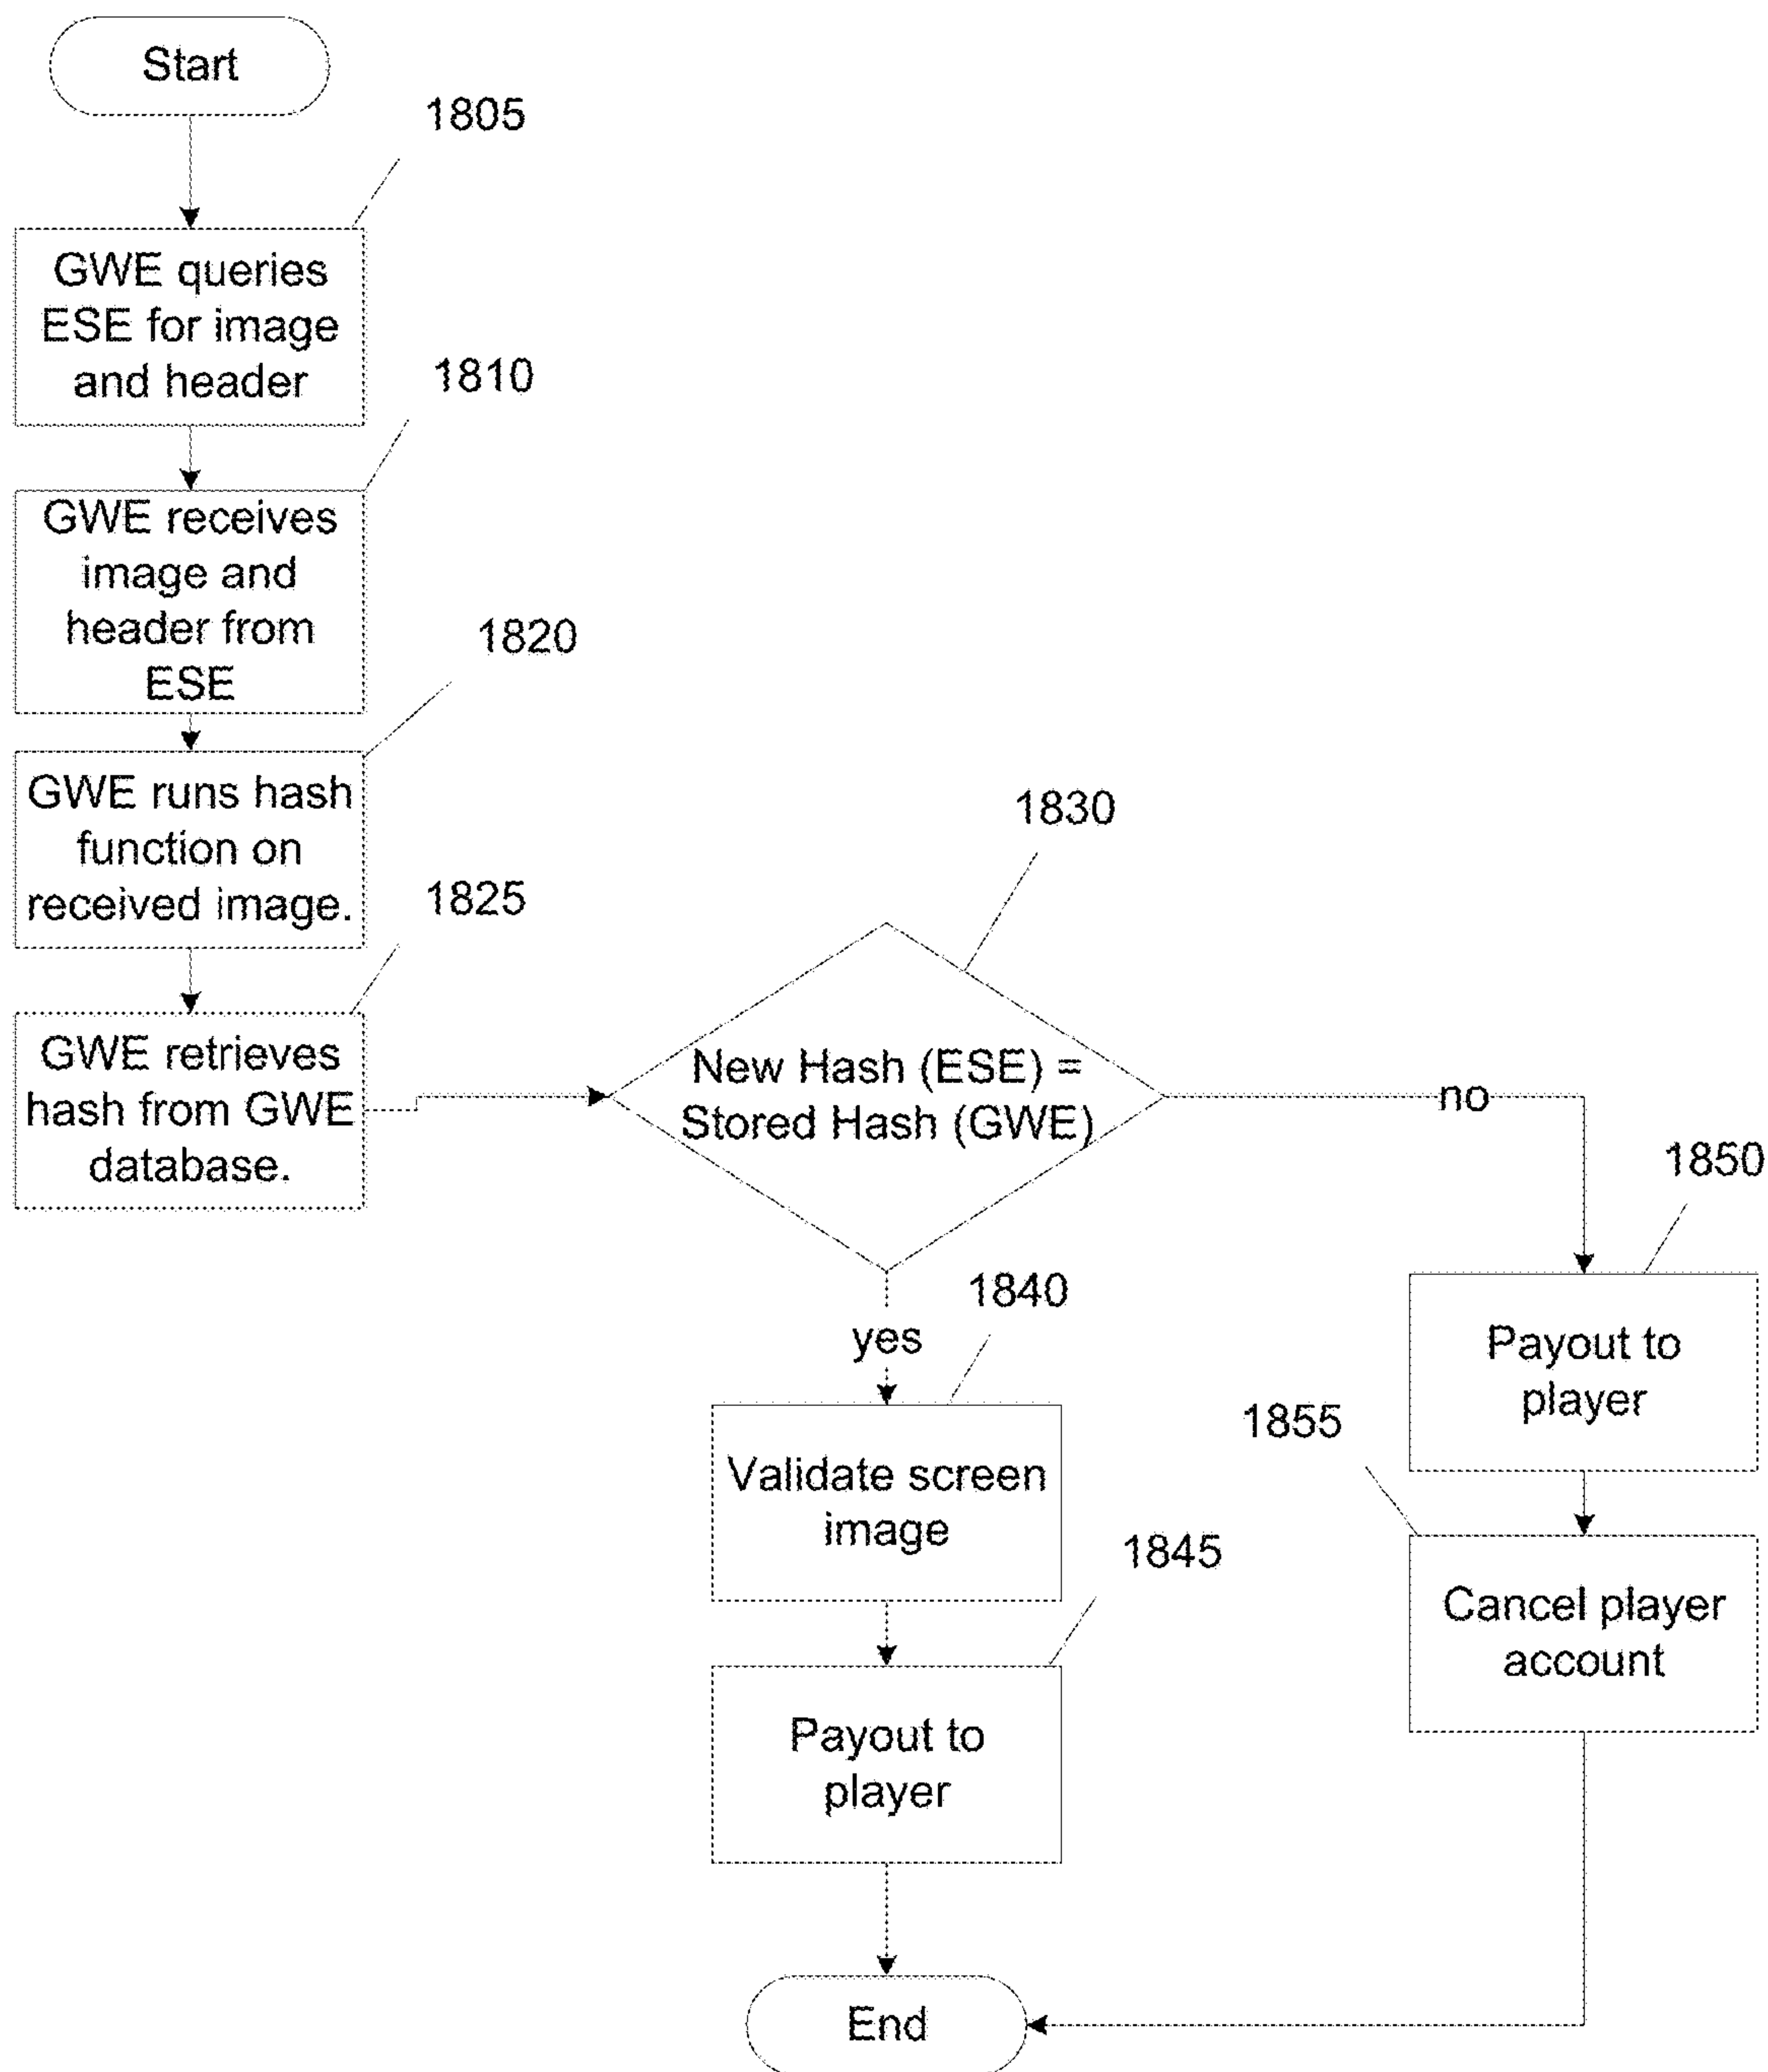 Start
1805
GWE queries
ESE for image
and header
1810
GWE receives
image and
header from
ESE
1820
GWE runs hash
function on
received image.
1825
GWE retrieves
hash from GWE
database.
1830
New Hash (ESE) =
Stored Hash (GWE)
no
yes
1840
Validate screen
image
1845
Payout to
player
1850
Payout to
player
1855
Cancel player
account
End